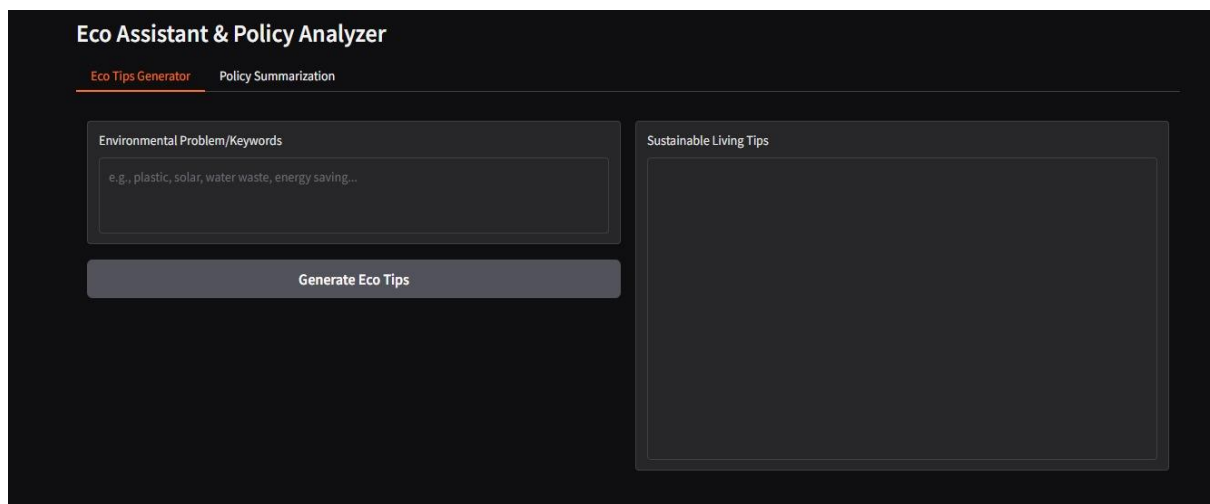 Eco Assistant & Policy Analyzer
Eco Tips Generator
Policy Summarization
Environmental Problem/Keywords
e.g., plastic, solar, water waste, energy saving...
Generate Eco Tips
Sustainable Living Tips